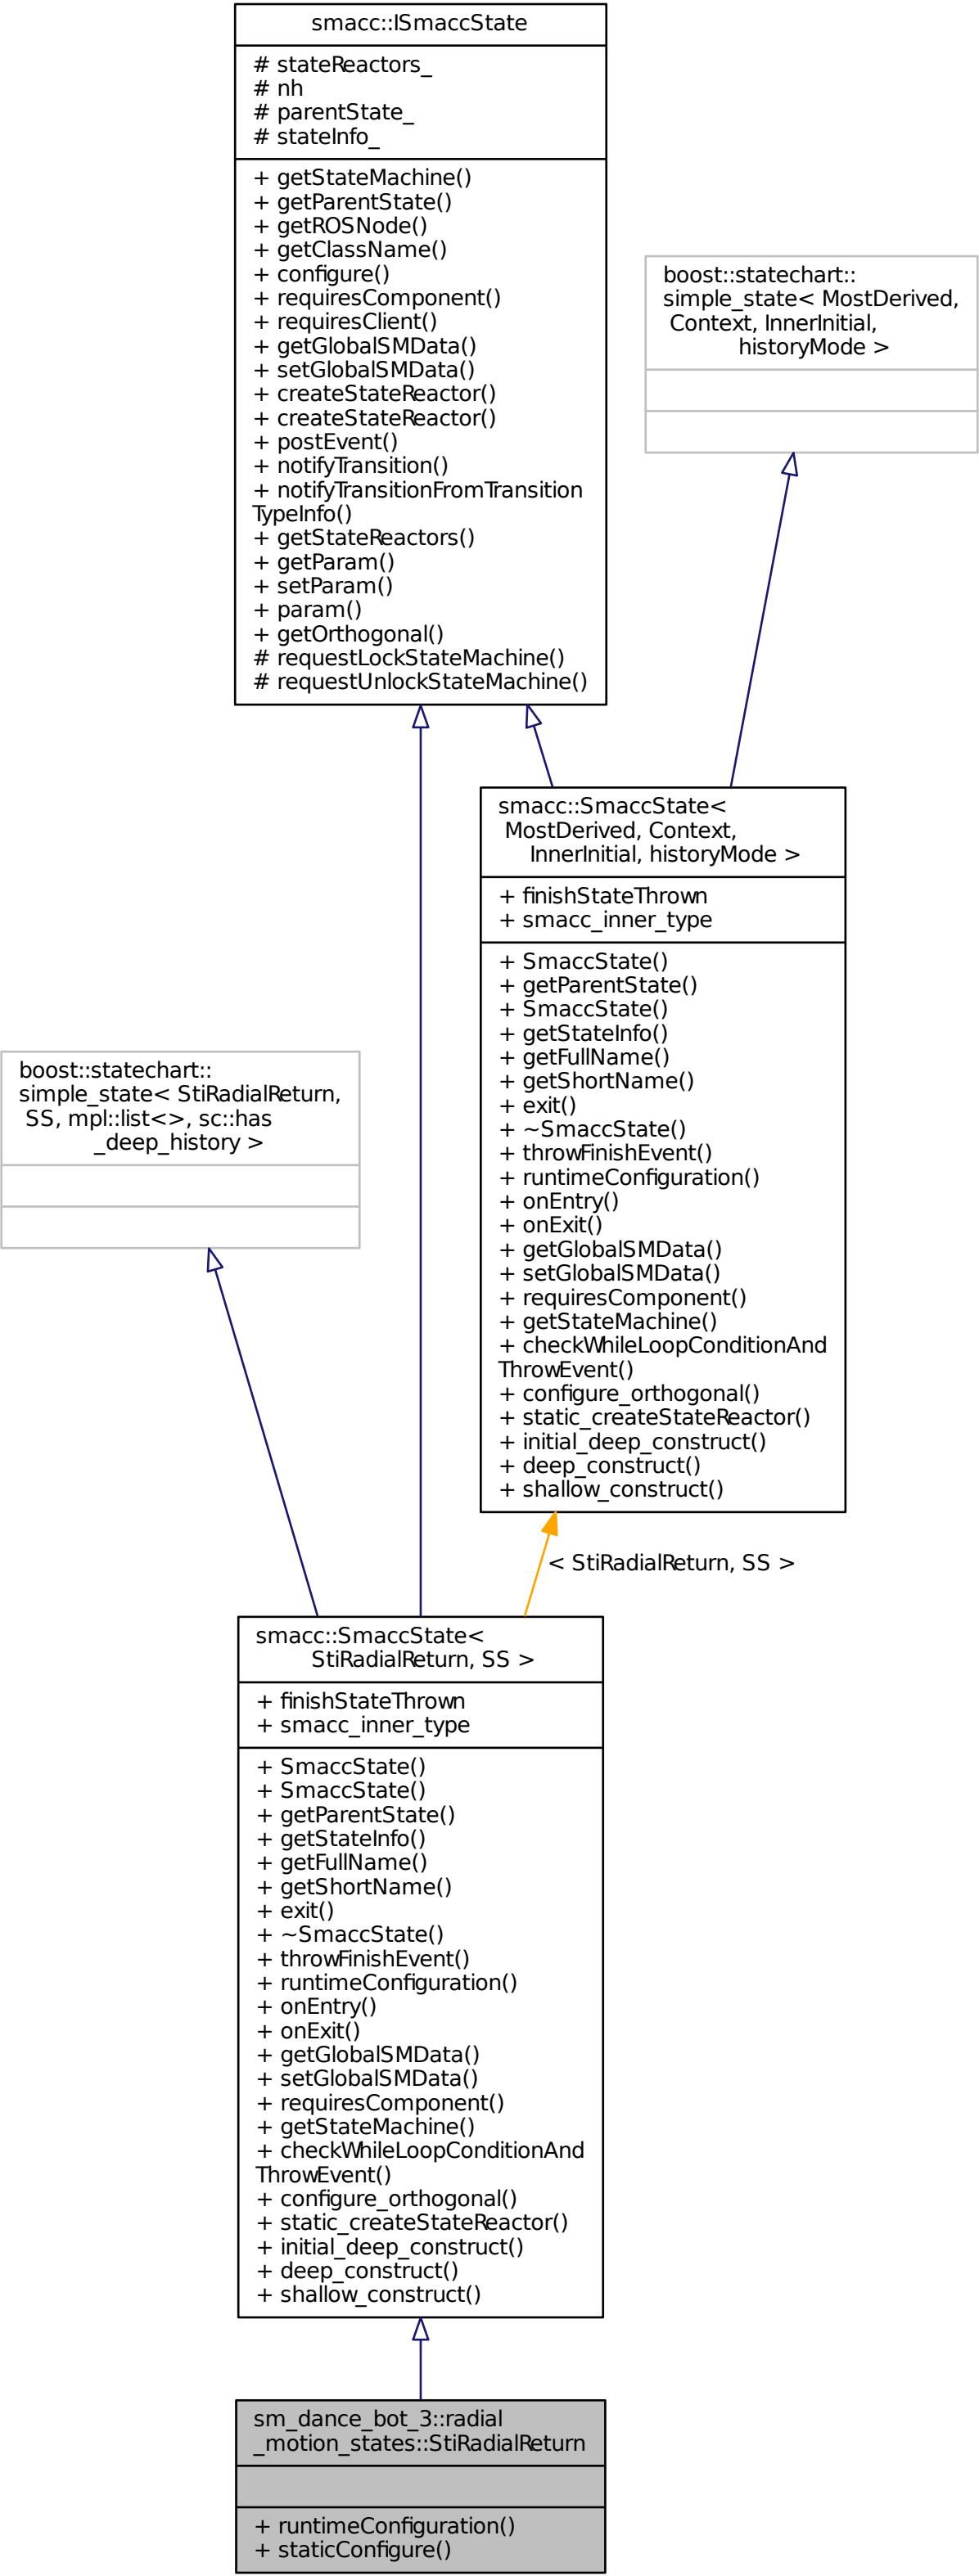 smacc::ISmaccState
# stateReactors_
# nh
# parentState_
# stateInfo_
+ getStateMachine()
+ getParentState()
+ getROSNode()
+ getClassName()
+ configure()
+ requiresComponent()
+ requiresClient()
+ getGlobalSMData()
+ setGlobalSMData()
+ createStateReactor()
+ createStateReactor()
+ postEvent()
+ notifyTransition()
+ notifyTransitionFromTransition
TypeInfo()
+ getStateReactors()
+ getParam()
+ setParam()
+ param()
+ getOrthogonal()
# requestLockStateMachine()
# requestUnlockStateMachine()
boost::statechart::
simple_state< MostDerived,
Context, InnerInitial,
historyMode >
smacc::SmaccState<
MostDerived, Context,
InnerInitial, historyMode >
+ finishStateThrown
+ smacc_inner_type
+ SmaccState()
+ getParentState()
+ SmaccState()
+ getStateInfo()
+ getFullName()
+ getShortName()
+ exit()
+ ~SmaccState()
+ throwFinishEvent()
+ runtimeConfiguration()
+ onEntry()
+ onExit()
+ getGlobalSMData()
+ setGlobalSMData()
+ requiresComponent()
+ getStateMachine()
+ checkWhileLoopConditionAnd
ThrowEvent()
+ configure_orthogonal()
+ static_createStateReactor()
+ initial_deep_construct()
+ deep_construct()
+ shallow_construct()
boost::statechart::
simple_state< StiRadialReturn,
SS, mpl::list<>, sc::has
_deep_history >
< StiRadialReturn, SS >
smacc::SmaccState<
StiRadialReturn, SS >
+ finishStateThrown
+ smacc_inner_type
+ SmaccState()
+ SmaccState()
+ getParentState()
+ getStateInfo()
+ getFullName()
+ getShortName()
+ exit()
+ ~SmaccState()
+ throwFinishEvent()
+ runtimeConfiguration()
+ onEntry()
+ onExit()
+ getGlobalSMData()
+ setGlobalSMData()
+ requiresComponent()
+ getStateMachine()
+ checkWhileLoopConditionAnd
ThrowEvent()
+ configure_orthogonal()
+ static_createStateReactor()
+ initial_deep_construct()
+ deep_construct()
+ shallow_construct()
sm_dance_bot_3::radial
_motion_states::StiRadialReturn
+ runtimeConfiguration()
+ staticConfigure()